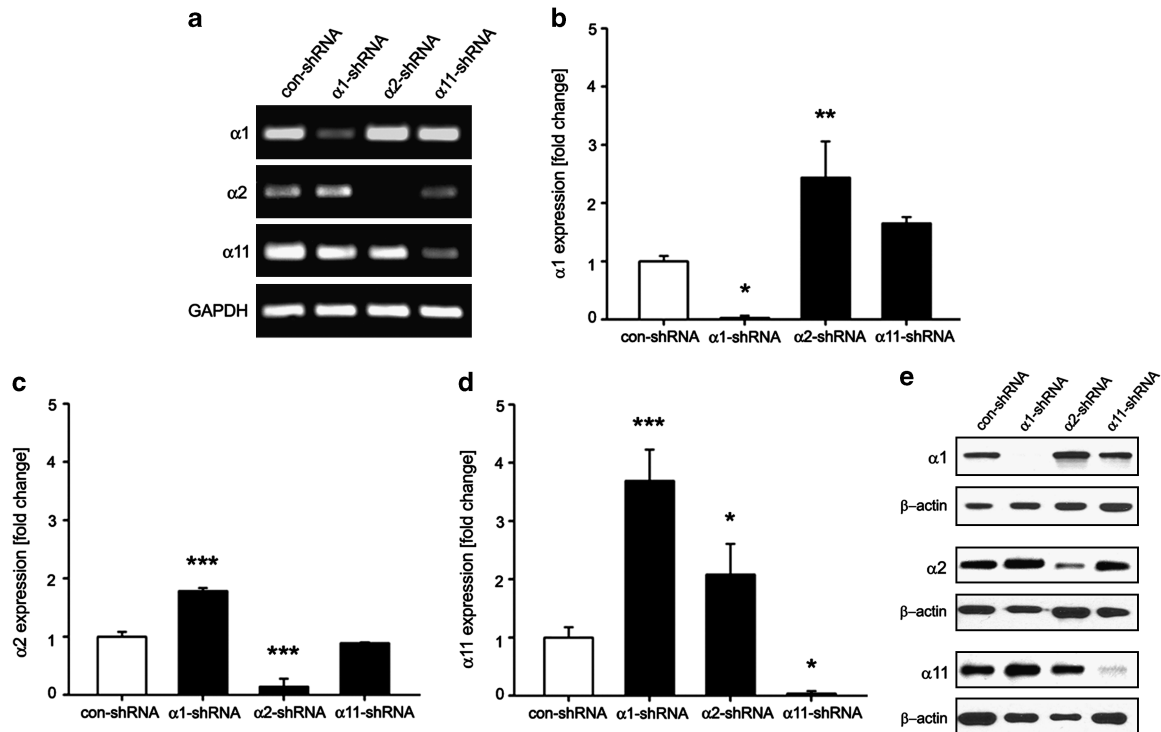 a
con-shRNA α1-shRNA α2-shRNA α11-shRNA
α1
α2
α11
GAPDH
b
α1 expression [fold change]
5
4
3
2
1
0
**
*
con-shRNA α1-shRNA α2-shRNA α11-shRNA
c
α2 expression [fold change]
5
4
3
2
1
0
***
***
con-shRNA α1-shRNA α2-shRNA α11-shRNA
d
α11 expression [fold change]
5
4
3
2
1
0
***
*
*
con-shRNA α1-shRNA α2-shRNA α11-shRNA
e
con-shRNA α1-shRNA α2-shRNA α11-shRNA
α1
β–actin
α2
β–actin
α11
β–actin